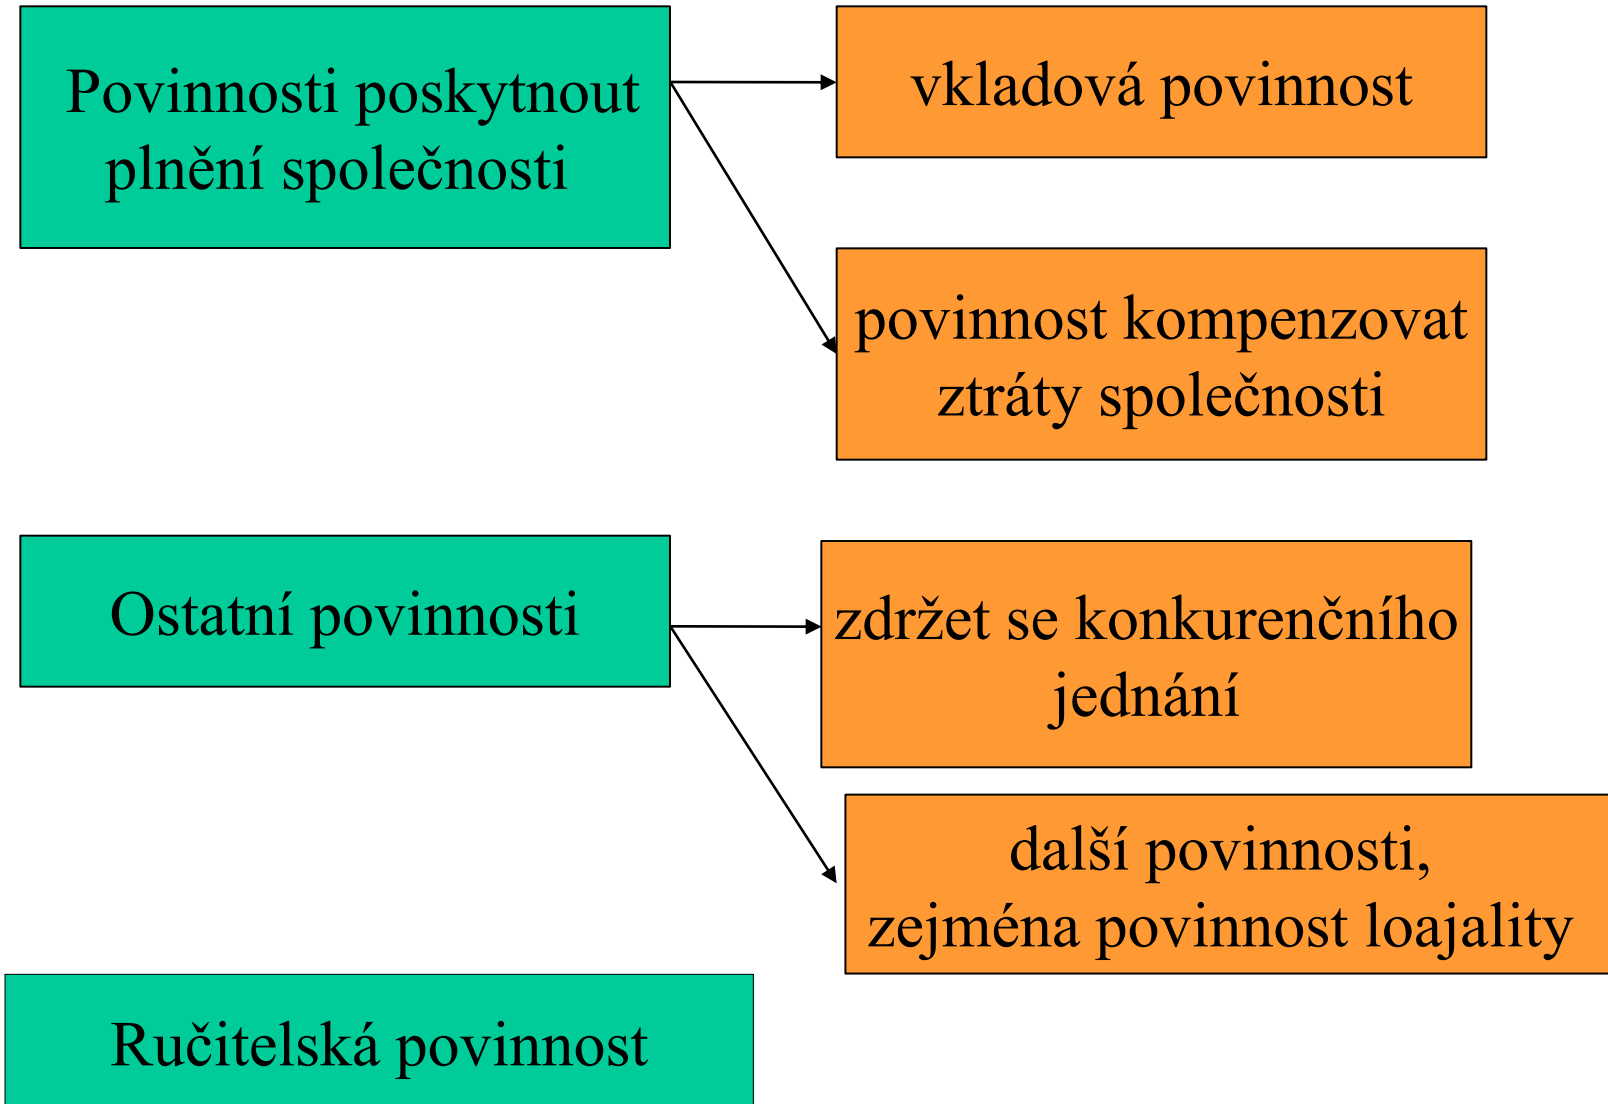 Povinnosti poskytnout
plnění společnosti
vkladová povinnost
povinnost kompenzovat
ztráty společnosti
Ostatní povinnosti
zdržet se konkurenčního
jednání
další povinnosti,
zejména povinnost loajality
Ručitelská povinnost